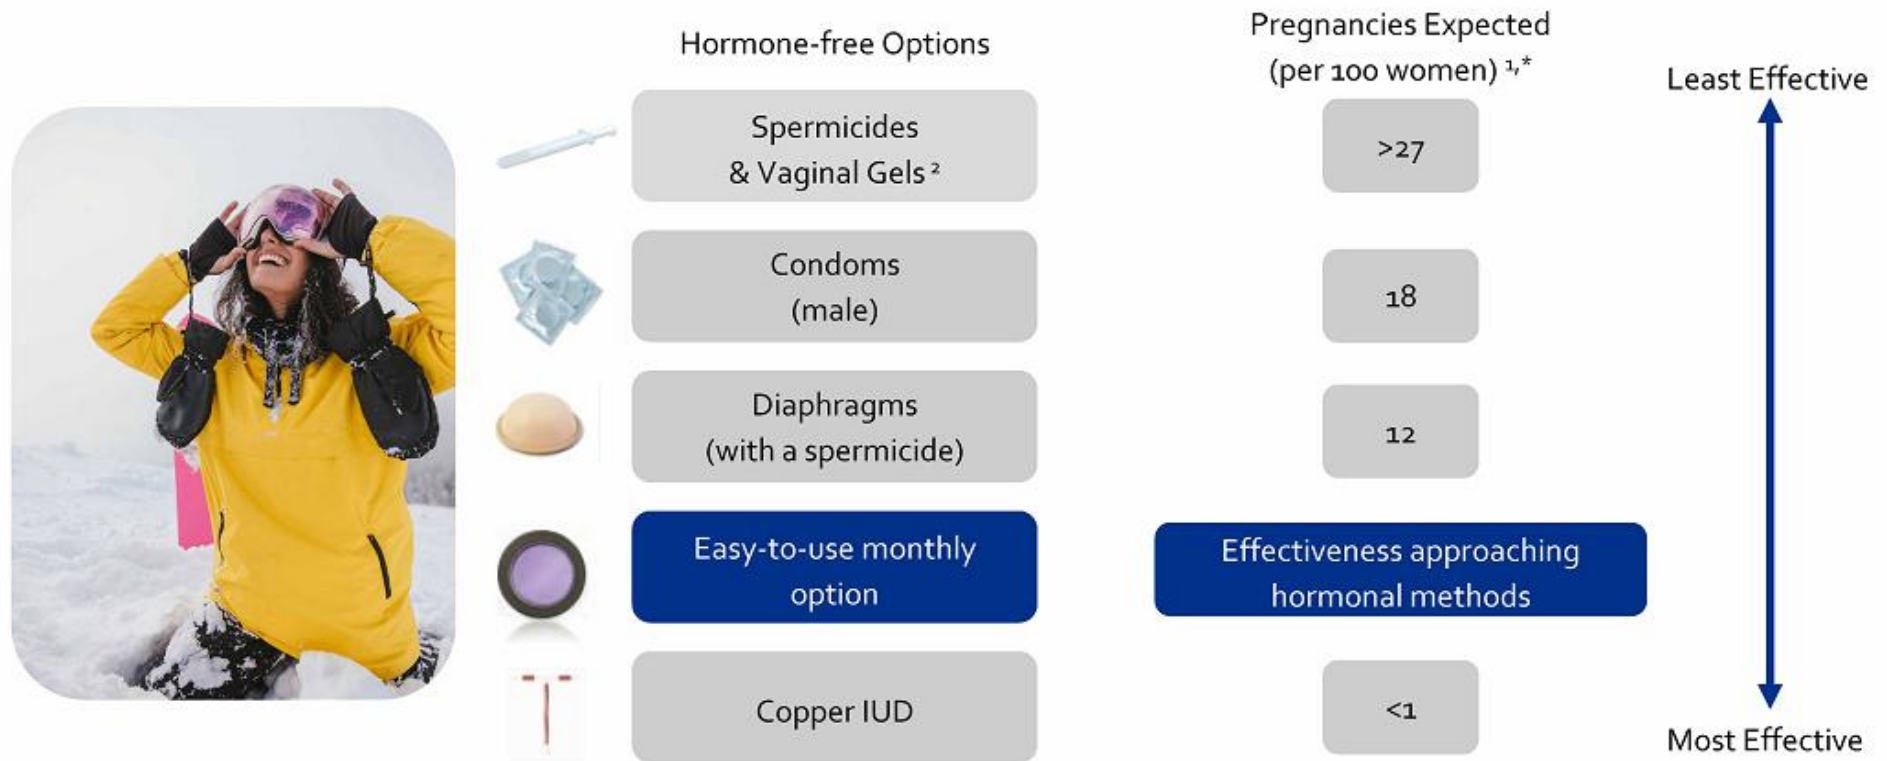 Hormone-free Options
Pregnancies Expected
(per 100 women) ¹,*
Least Effective
Spermicides
& Vaginal Gels ²
>27
Condoms
(male)
18
Diaphragms
(with a spermicide)
12
Easy-to-use monthly
option
Effectiveness approaching
hormonal methods
Copper IUD
<1
Most Effective